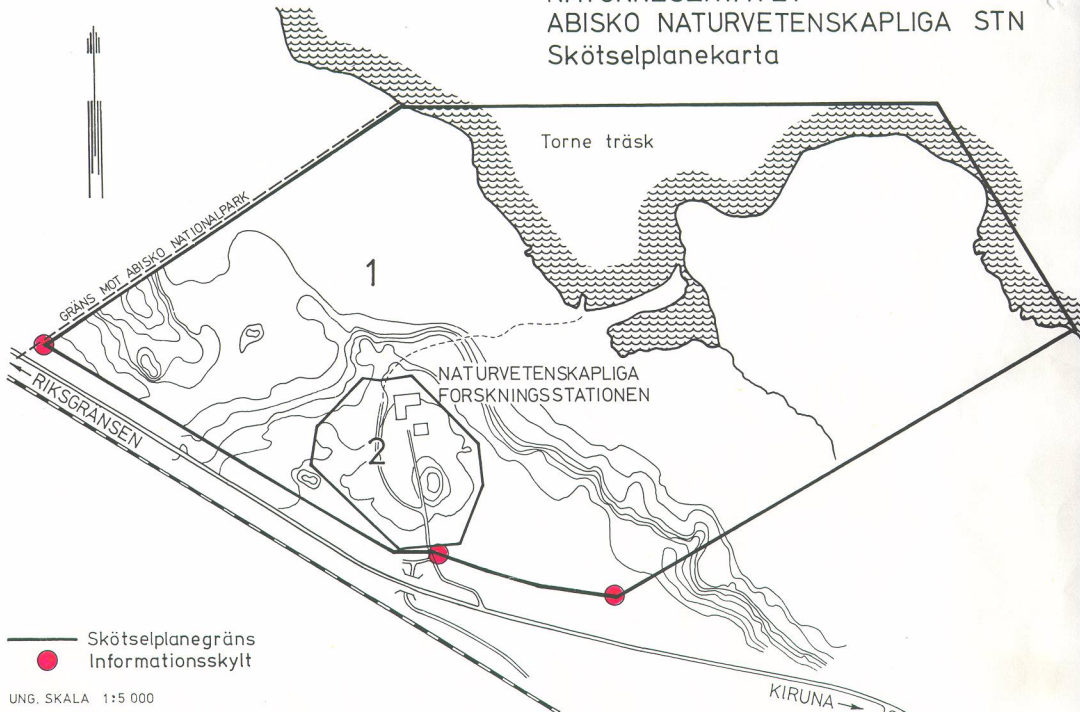 ABISKO NATURVETENSKAPLIGA STN
Skötselplanekarta
Torne träsk
GRÄNS MOT ABISKO NATIONALPARK
1
← RIKSGRÄNSEN
NATURVETENSKAPLIGA
FORSKNINGSSTATIONEN
2
Skötselplanegräns
Informationsskylt
UNG. SKALA 1:5 000
KIRUNA →